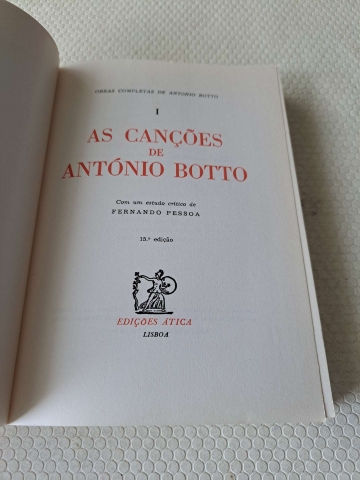 OBRAS COMPLETAS DE ANTÓNIO BOTTO
I
AS CANÇÕES
DE
ANTÓNIO BOTTO
Com um estudo crítico de
FERNANDO PESSOA
15.ª edição
EDIÇÕES ÁTICA
LISBOA